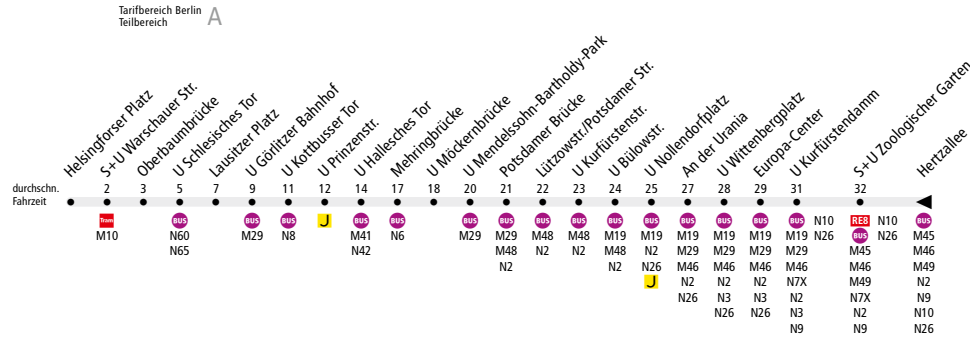 Tarifbereich Berlin A
Teilbereich
Helsingforser Platz
S+U Warschauer Str.
Oberbaumbrücke
U Schlesisches Tor
Lausitzer Platz
U Görlitzer Bahnhof
U Kottbusser Tor
U Prinzenstr.
U Hallesches Tor
Mehringbrücke
U Möckernbrücke
U Mendelssohn-Bartholdy-Park
Potsdamer Brücke
Lützowstr./Potsdamer Str.
U Kurfürstenstr.
U Bülowstr.
U Nollendorfplatz
An der Urania
U Wittenbergplatz
Europa-Center
U Kurfürstendamm
S+U Zoologischer Garten
Hertzallee
durchschn. 2 3 5 7 9 11 12 14 17 18 20 21 22 23 24 25 27 28 29 31 32
Fahrzeit
Tram BUS BUS BUS J BUS BUS BUS BUS BUS BUS BUS BUS BUS BUS BUS BUS N10 RE8 N10 BUS
M10 N60 M29 N8 M41 N6 M29 M29 M48 M48 M19 M19 M19 M19 M19 M19 N26 BUS N26 M45
N65 N42 M48 N2 N2 M48 N2 M29 M29 M29 M29 M45 M46
N2 N2 N26 M46 M46 M46 M46 M46 M49
J N2 N2 N2 N7X M49 N2
N26 N3 N3 N2 N7X N9
N26 N26 N3 N2 N10
N9 N9 N26